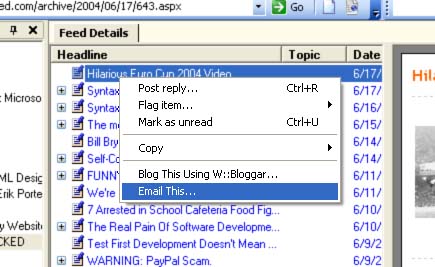 ed.com/archive/2004/06/17/643.aspx Go
Feed Details
Headline Topic Date
Hilarious Euro Cup 2004 Video 6/17/
Syntax 6/17/
Post reply... Ctrl+R
Flag item...
Syntax 6/16/
Microso
Mark as unread Ctrl+U
The mo 6/15/
Bill Bry 6/14/
Copy
Self-Co 6/14/
ML Desig
FUNNY 6/11/
Blog This Using W::Bloggar...
Erik Porte
We're 6/11/
Email This...
7 Arrested in School Cafeteria Food Fig... 6/10/
y Website
The Real Pain Of Software Developme... 6/10/
CKED
Test First Development Doesn't Mean ... 6/9/2
WARNING: PayPal Scam. 6/9/2
Hil